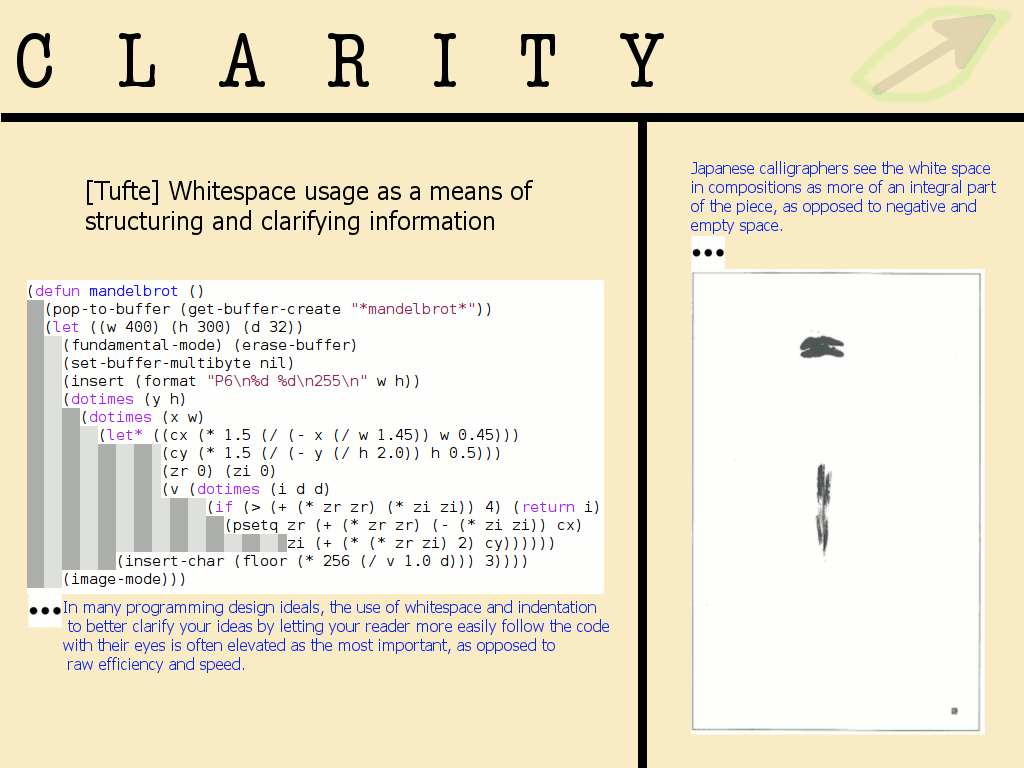 C L A R I T Y
[Tufte] Whitespace usage as a means of
structuring and clarifying information
(defun mandelbrot ()
(pop-to-buffer (get-buffer-create "*mandelbrot*"))
(let ((w 400) (h 300) (d 32))
(fundamental-mode) (erase-buffer)
(set-buffer-multibyte nil)
(insert (format "P6\n%d %d\n255\n" w h))
(dotimes (y h)
(dotimes (x w)
(let* ((cx (* 1.5 (/ (- x (/ w 1.45)) w 0.45)))
(cy (* 1.5 (/ (- y (/ h 2.0)) h 0.5)))
(zr 0) (zi 0)
(v (dotimes (i d d)
(if (> (+ (* zr zr) (* zi zi)) 4) (return i)
(psetq zr (+ (* zr zr) (- (* zi zi)) cx)
zi (+ (* (* zr zi) 2) cy))))))
(insert-char (floor (* 256 (/ v 1.0 d))) 3))))
(image-mode)))
•••In many programming design ideals, the use of whitespace and indentation
to better clarify your ideas by letting your reader more easily follow the code
with their eyes is often elevated as the most important, as opposed to
raw efficiency and speed.
Japanese calligraphers see the white space
in compositions as more of an integral part
of the piece, as opposed to negative and
empty space.
•••